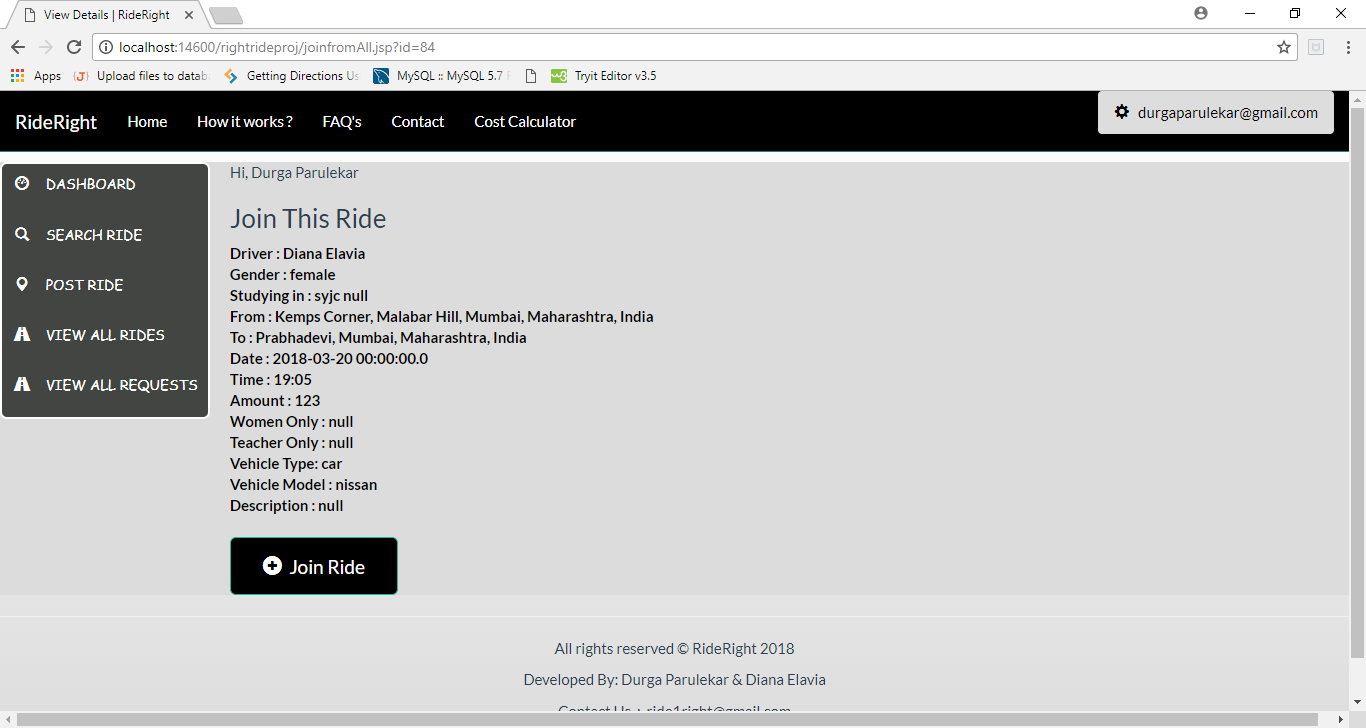 View Details | RideRight
localhost:14600/rightrideproj/joinfromAll.jsp?id=84
Apps Upload files to datab Getting Directions Us MySQL :: MySQL 5.7 Tryit Editor v3.5
RideRight Home How it works ? FAQ's Contact Cost Calculator durgaparulekar@gmail.com
DASHBOARD
SEARCH RIDE
POST RIDE
VIEW ALL RIDES
VIEW ALL REQUESTS
Hi, Durga Parulekar
Join This Ride
Driver : Diana Elavia
Gender : female
Studying in : syjc null
From : Kemps Corner, Malabar Hill, Mumbai, Maharashtra, India
To : Prabhadevi, Mumbai, Maharashtra, India
Date : 2018-03-20 00:00:00.0
Time : 19:05
Amount : 123
Women Only : null
Teacher Only : null
Vehicle Type: car
Vehicle Model : nissan
Description : null
Join Ride
All rights reserved © RideRight 2018
Developed By: Durga Parulekar & Diana Elavia
Contact Us : ride1right@gmail.com